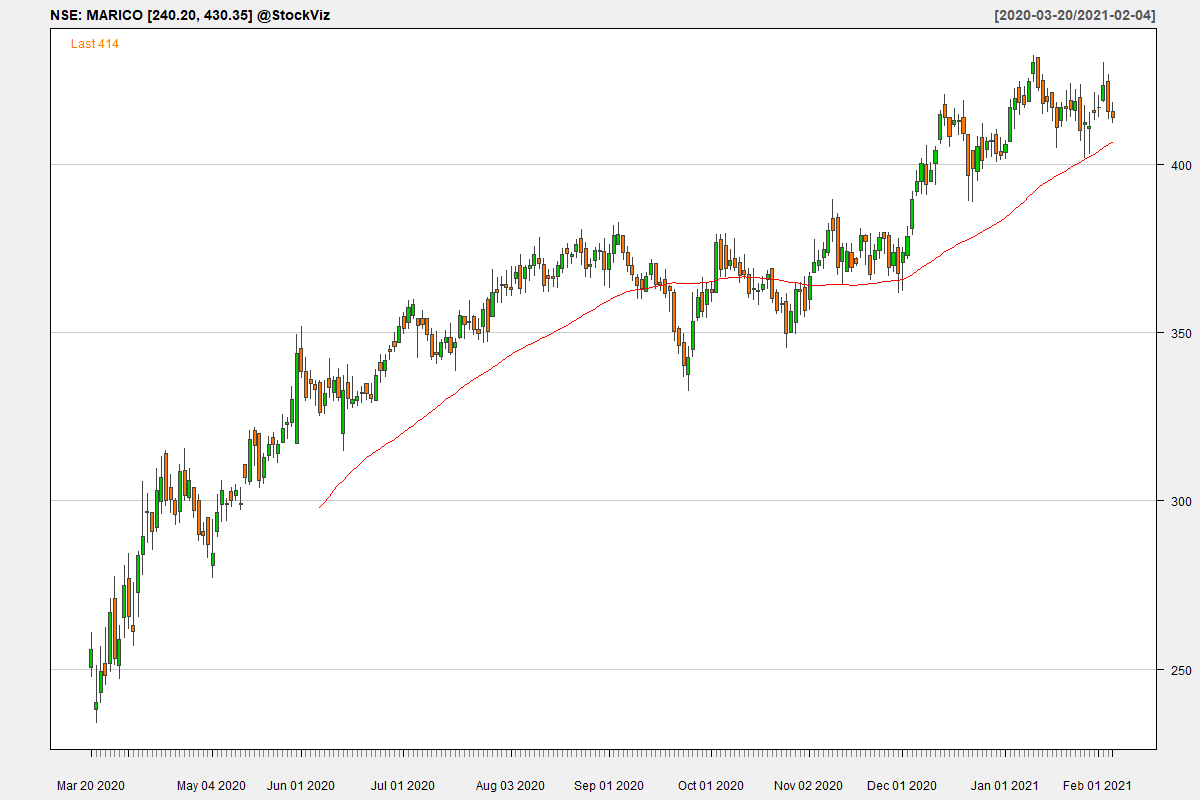 NSE: MARICO [240.20, 430.35] @StockViz
[2020-03-20/2021-02-04]
Last 414
400
350
300
250
Mar 20 2020
May 04 2020
Jun 01 2020
Jul 01 2020
Aug 03 2020
Sep 01 2020
Oct 01 2020
Nov 02 2020
Dec 01 2020
Jan 01 2021
Feb 01 2021